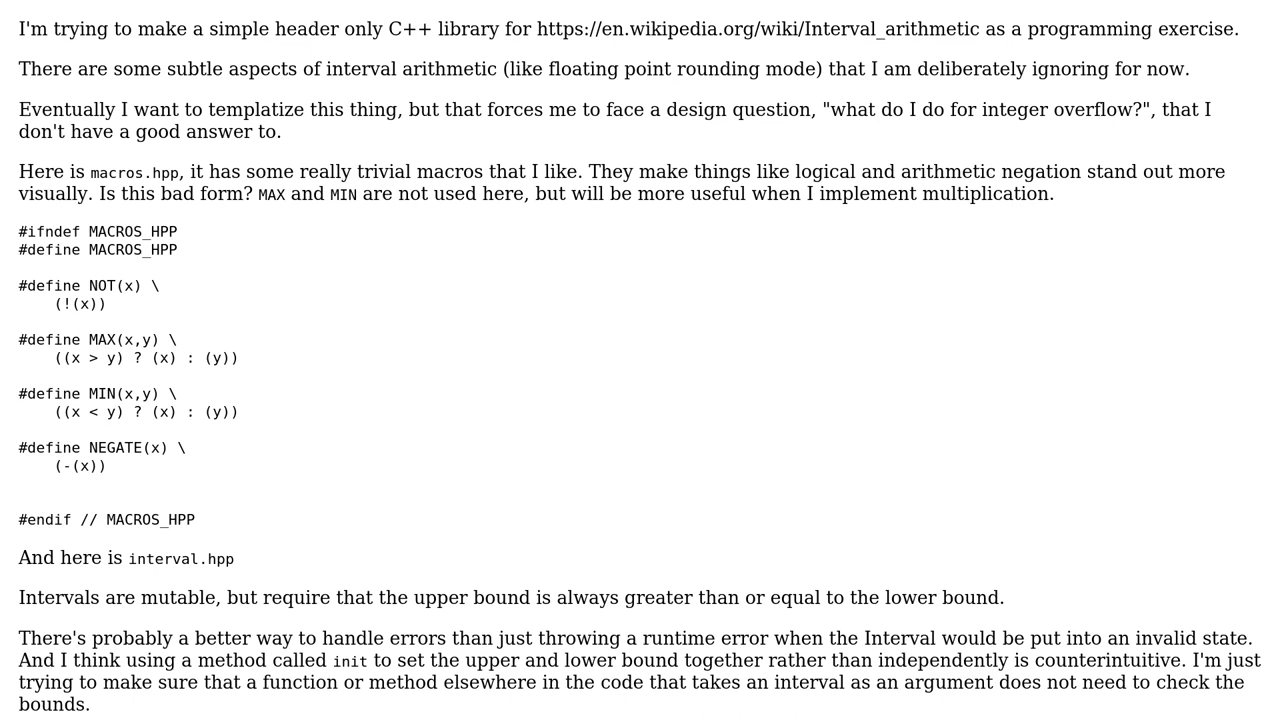 I'm trying to make a simple header only C++ library for https://en.wikipedia.org/wiki/Interval_arithmetic as a programming exercise.
There are some subtle aspects of interval arithmetic (like floating point rounding mode) that I am deliberately ignoring for now.
Eventually I want to templatize this thing, but that forces me to face a design question, "what do I do for integer overflow?", that I
don't have a good answer to.
Here is macros.hpp, it has some really trivial macros that I like. They make things like logical and arithmetic negation stand out more
visually. Is this bad form? MAX and MIN are not used here, but will be more useful when I implement multiplication.
#ifndef MACROS_HPP
#define MACROS_HPP
#define NOT(x) \
    (!(x))
#define MAX(x,y) \
    ((x > y) ? (x) : (y))
#define MIN(x,y) \
    ((x < y) ? (x) : (y))
#define NEGATE(x) \
    (-(x))
#endif // MACROS_HPP
And here is interval.hpp
Intervals are mutable, but require that the upper bound is always greater than or equal to the lower bound.
There's probably a better way to handle errors than just throwing a runtime error when the Interval would be put into an invalid state.
And I think using a method called init to set the upper and lower bound together rather than independently is counterintuitive. I'm just
trying to make sure that a function or method elsewhere in the code that takes an interval as an argument does not need to check the
bounds.